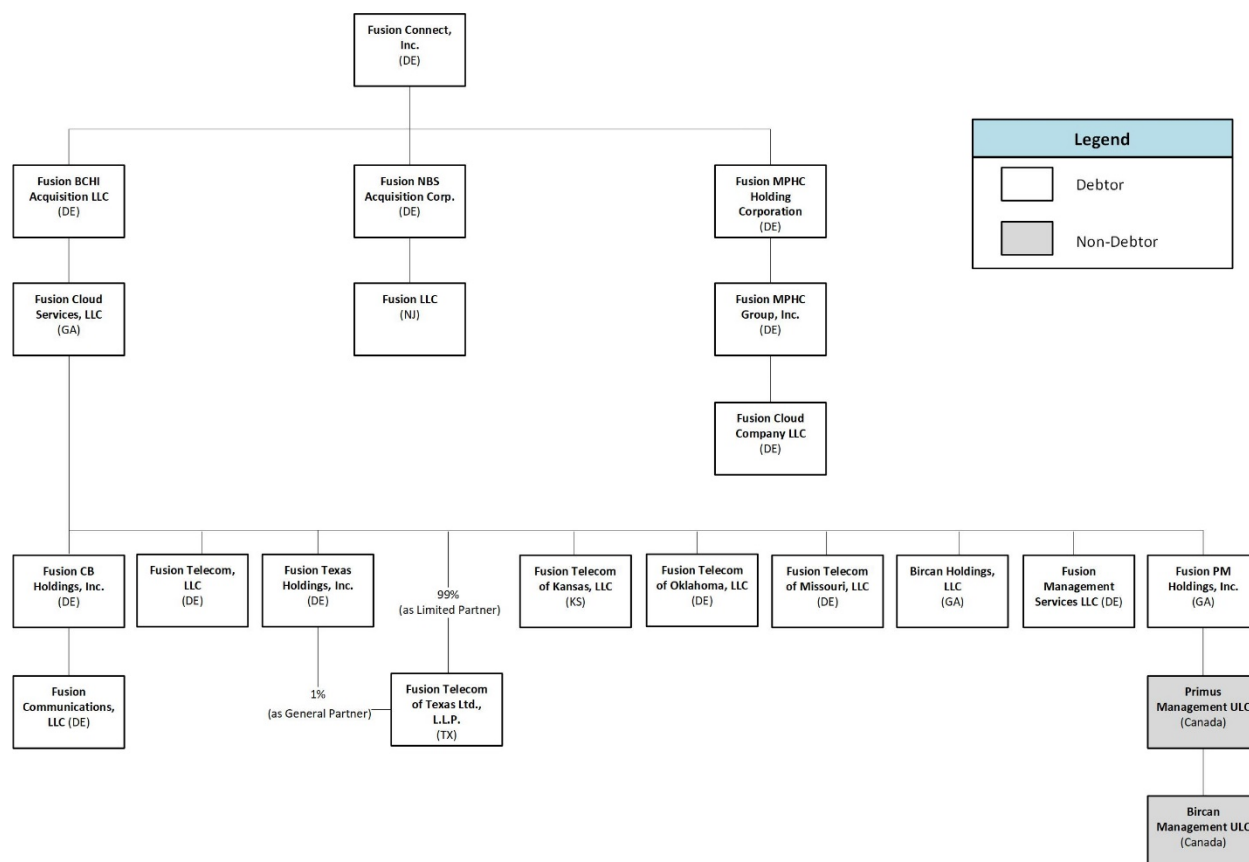 Fusion Connect,
Inc.
(DE)
Legend
Debtor
Non-Debtor
Fusion BCHI
Acquisition LLC
(DE)
Fusion NBS
Acquisition Corp.
(DE)
Fusion MPHC
Holding
Corporation
(DE)
Fusion Cloud
Services, LLC
(GA)
Fusion LLC
(NJ)
Fusion MPHC
Group, Inc.
(DE)
Fusion Cloud
Company LLC
(DE)
Fusion CB
Holdings, Inc.
(DE)
Fusion Telecom,
LLC
(DE)
Fusion Texas
Holdings, Inc.
(DE)
99%
(as Limited Partner)
Fusion Telecom
of Kansas, LLC
(KS)
Fusion Telecom
of Oklahoma, LLC
(DE)
Fusion Telecom
of Missouri, LLC
(DE)
Bircan Holdings,
LLC
(GA)
Fusion
Management
Services LLC (DE)
Fusion PM
Holdings, Inc.
(GA)
Fusion
Communications,
LLC (DE)
1%
(as General Partner)
Fusion Telecom
of Texas Ltd.,
L.L.P.
(TX)
Primus
Management ULC
(Canada)
Bircan
Management ULC
(Canada)